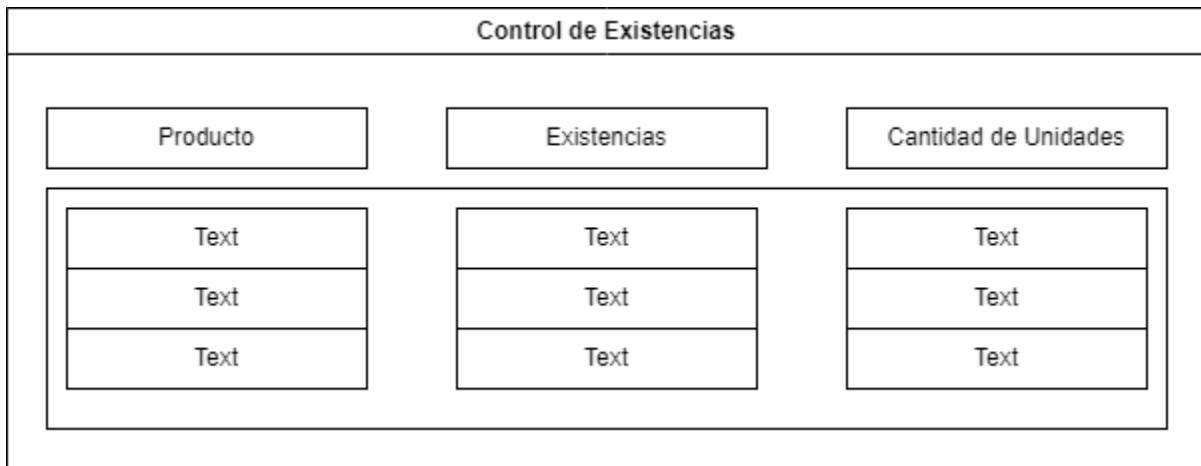 Control de Existencias
Producto Existencias Cantidad de Unidades
Text Text Text
Text Text Text
Text Text Text